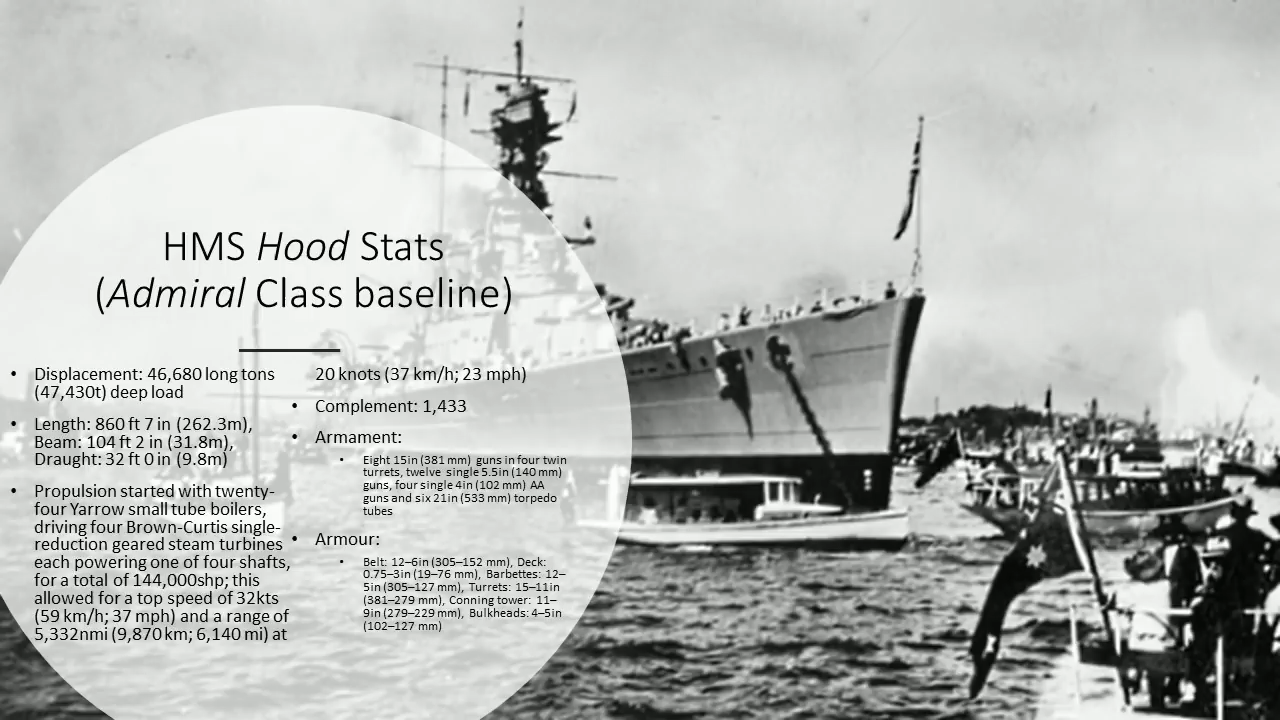 HMS Hood Stats
(Admiral Class baseline)
• Displacement: 46,680 long tons
(47,430t) deep load
• Length: 860 ft 7 in (262.3m),
Beam: 104 ft 2 in (31.8m),
Draught: 32 ft 0 in (9.8m)
• Propulsion started with twenty-
four Yarrow small tube boilers,
driving four Brown-Curtis single-
reduction geared steam turbines
each powering one of four shafts,
for a total of 144,000shp; this
allowed for a top speed of 32kts
(59 km/h; 37 mph) and a range of
5,332nmi (9,870 km; 6,140 mi) at
20 knots (37 km/h; 23 mph)
• Complement: 1,433
• Armament:
• Eight 15in (381 mm) guns in four twin
turrets, twelve single 5.5in (140 mm)
guns, four single 4in (102 mm) AA
guns and six 21in (533 mm) torpedo
tubes
• Armour:
• Belt: 12–6in (305–152 mm), Deck:
0.75–3in (19–76 mm), Barbettes: 12–
5in (305–127 mm), Turrets: 15–11in
(381–279 mm), Conning tower: 11–
9in (279–229 mm), Bulkheads: 4–5in
(102–127 mm)